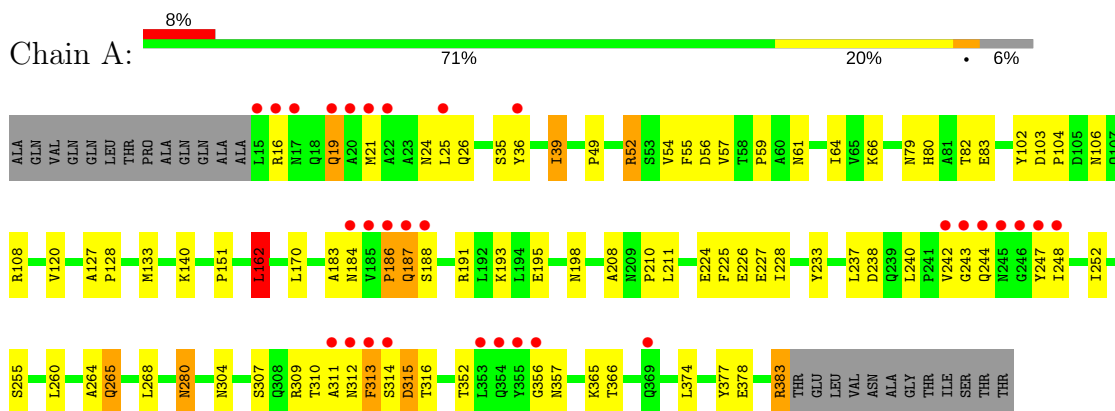 8%
Chain A:
71% 20% • 6%
ALA GLN VAL GLN GLN LEU THR PRO ALA GLN GLN ALA ALA L15 R16 N17 Q18 Q19 A20 M21 A22 A23 N24 L25 Q26 S35 Y36 I39 P49 R52 S53 V54 F55 D56 V57 T58 P59 A60 N61 I64 V65 K66 N79 H80 A81 T82 E83 Y102 D103 P104 D105 N106 Q107
R108 V120 A127 P128 M133 K140 P151 L162 L170 A183 N184 V185 P186 Q187 S188 R191 L192 K193 L194 E195 N198 A208 N209 P210 L211 E224 F225 E226 E227 I228 Y233 L237 D238 Q239 L240 P241 V242 G243 Q244 N245 G246 Y247 I248 I252
S255 L260 A264 Q265 L268 N280 N304 S307 Q308 R309 T310 A311 N312 F313 S314 D315 T316 T352 L353 Q354 Y355 G356 N357 K365 T366 Q369 L374 Y377 E378 R383 THR GLU LEU VAL ASN ALA GLY THR ILE SER THR THR